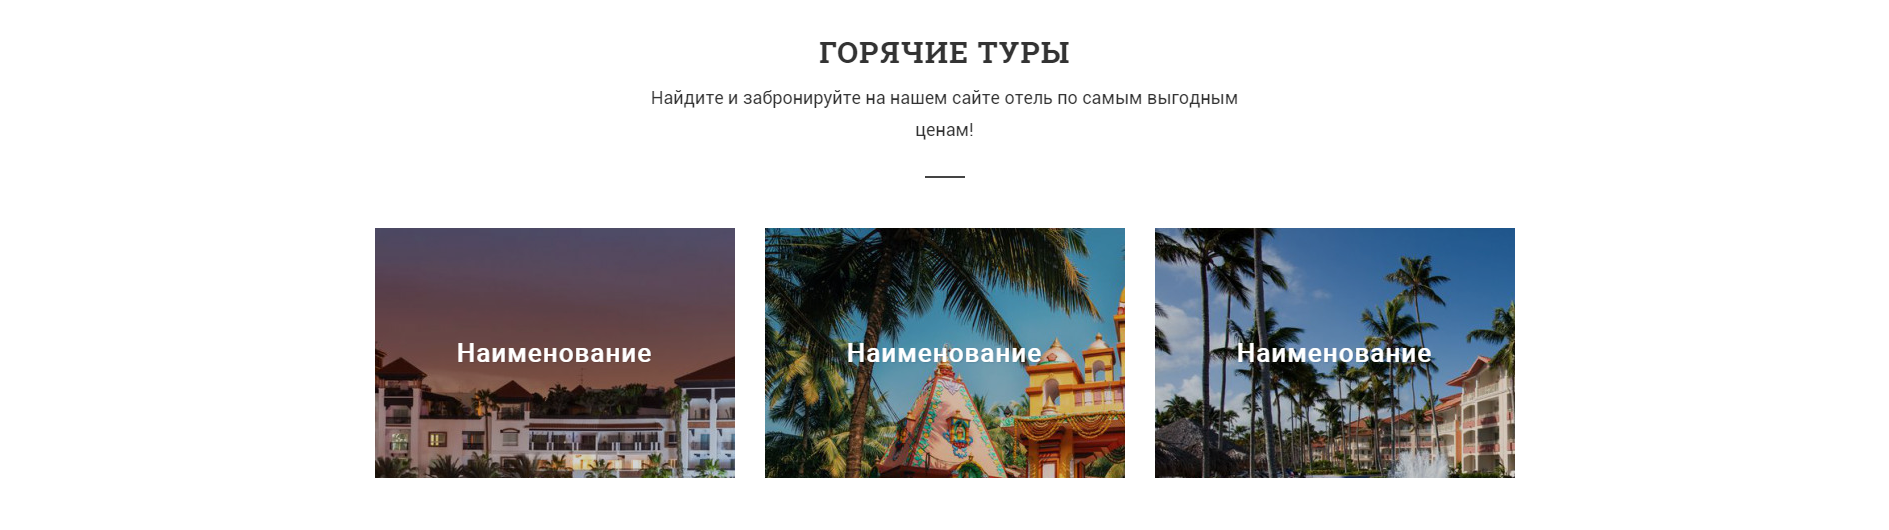 ГОРЯЧИЕ ТУРЫ
Найдите и забронируйте на нашем сайте отель по самым выгодным
ценам!
Наименование
Наименование
Наименование